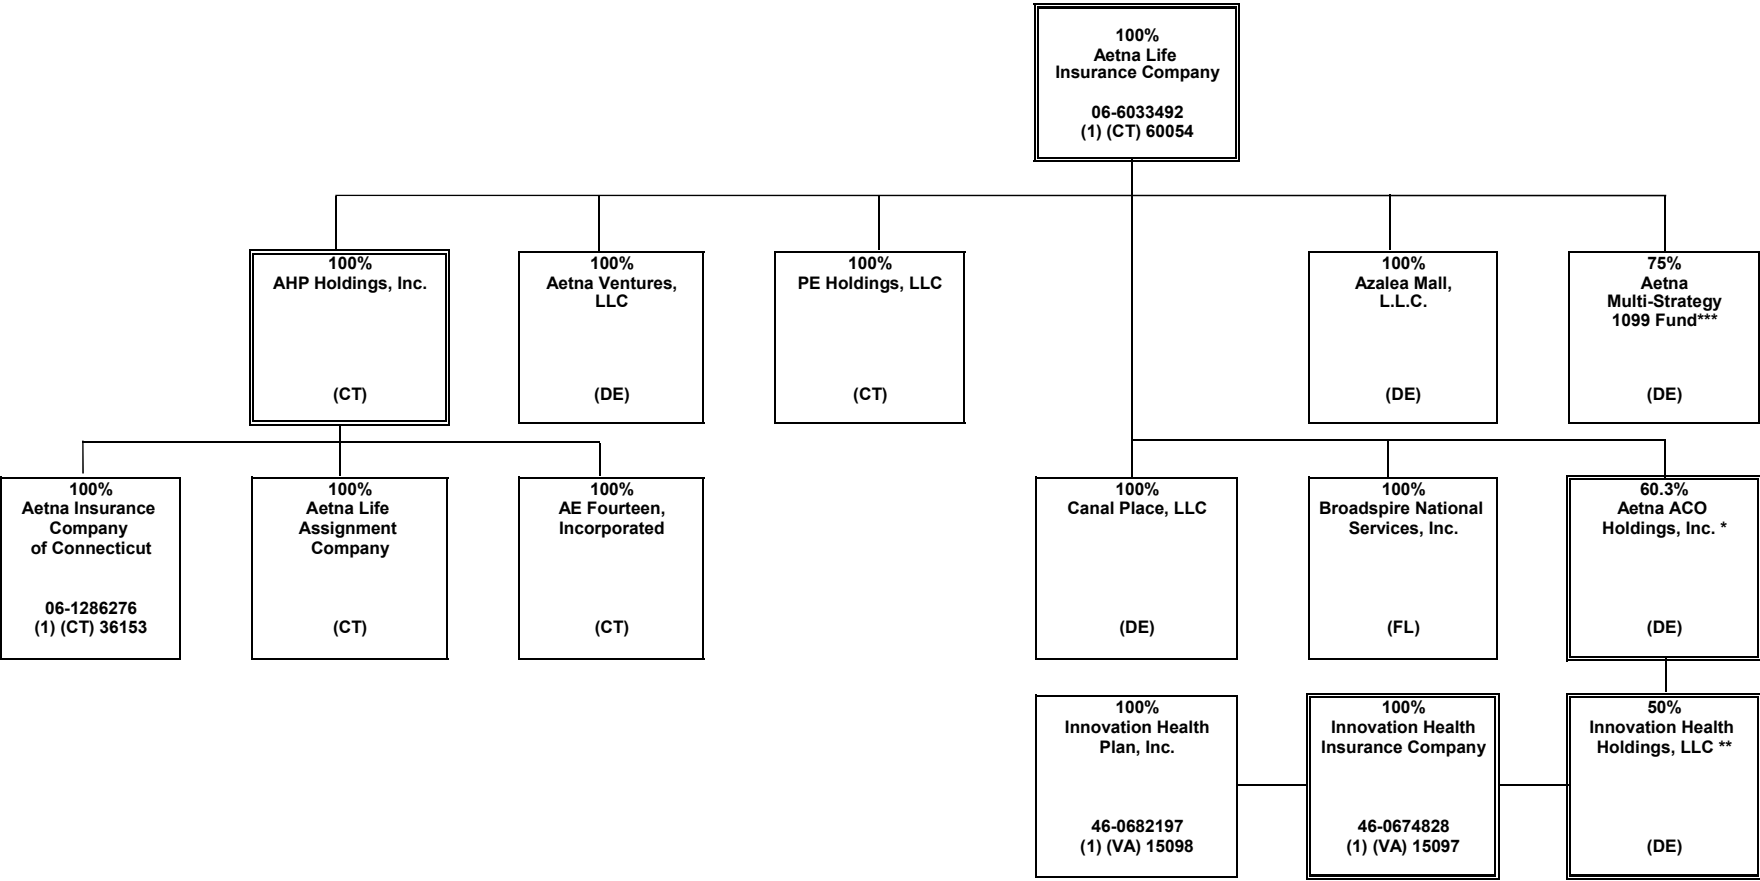 100%
Aetna Life
Insurance Company
06-6033492
(1) (CT) 60054
100%
AHP Holdings, Inc.
(CT)
100%
Aetna Ventures,
LLC
(DE)
100%
PE Holdings, LLC
(CT)
100%
Azalea Mall,
L.L.C.
(DE)
75%
Aetna
Multi-Strategy
1099 Fund***
(DE)
100%
Aetna Insurance
Company
of Connecticut
06-1286276
(1) (CT) 36153
100%
Aetna Life
Assignment
Company
(CT)
100%
AE Fourteen,
Incorporated
(CT)
100%
Canal Place, LLC
(DE)
100%
Broadspire National
Services, Inc.
(FL)
60.3%
Aetna ACO
Holdings, Inc. *
(DE)
100%
Innovation Health
Plan, Inc.
46-0682197
(1) (VA) 15098
100%
Innovation Health
Insurance Company
46-0674828
(1) (VA) 15097
50%
Innovation Health
Holdings, LLC **
(DE)